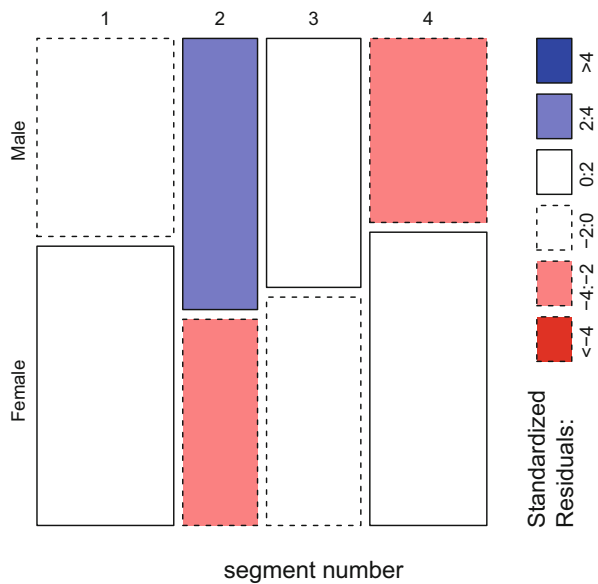 1 2 3 4
Male
Female
segment number
Standardized
Residuals:
<−4
−4:−2
−2:0
0:2
2:4
>4